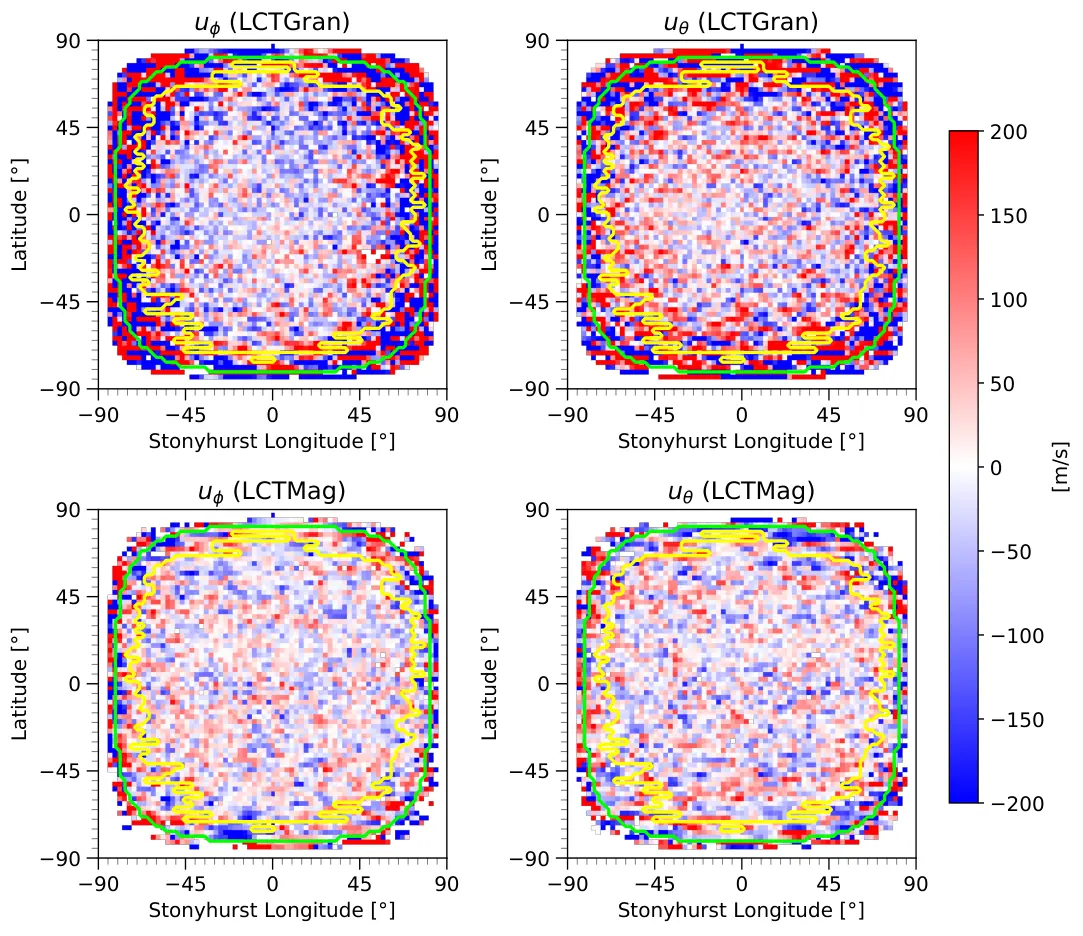 u_ϕ (LCTGran)
90
45
0
−45
−90
Latitude [°]
−90 −45 0 45 90
Stonyhurst Longitude [°]
u_θ (LCTGran)
90
45
0
−45
−90
Latitude [°]
−90 −45 0 45 90
Stonyhurst Longitude [°]
u_ϕ (LCTMag)
90
45
0
−45
−90
Latitude [°]
−90 −45 0 45 90
Stonyhurst Longitude [°]
u_θ (LCTMag)
90
45
0
−45
−90
Latitude [°]
−90 −45 0 45 90
Stonyhurst Longitude [°]
200
150
100
50
0
−50
−100
−150
−200
[m/s]